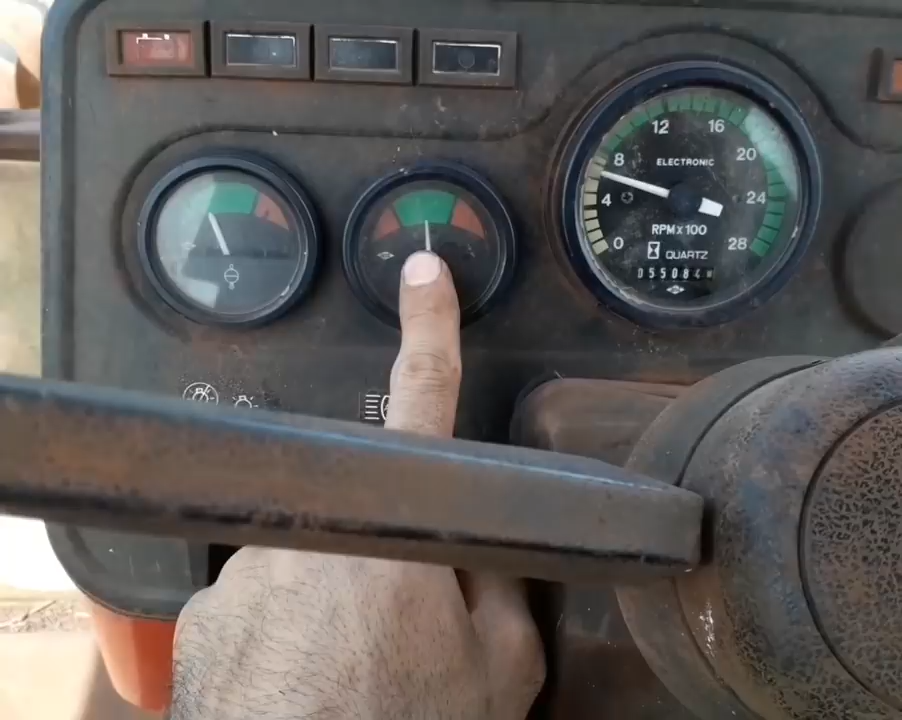 12 16
8 ELECTRONIC 20
4 24
RPM x 100
0 28
QUARTZ
055084